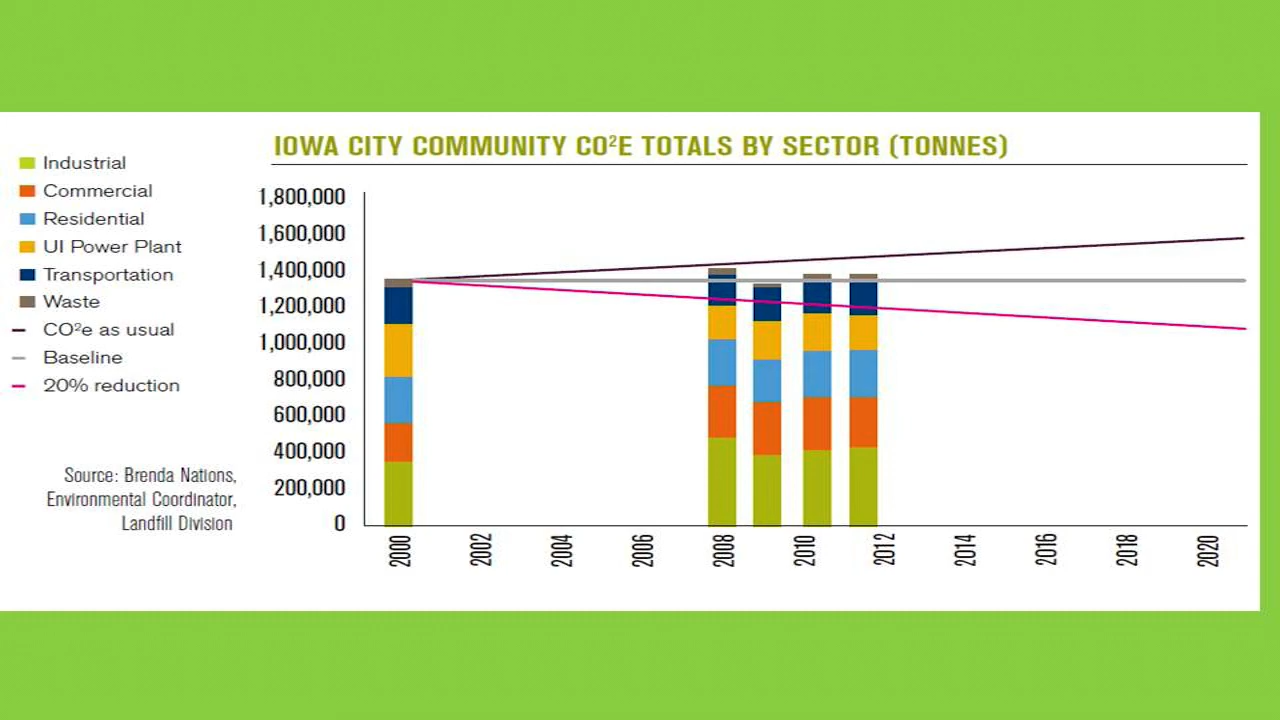 IOWA CITY COMMUNITY CO²E TOTALS BY SECTOR (TONNES)
Industrial
Commercial
Residential
UI Power Plant
Transportation
Waste
CO²e as usual
Baseline
20% reduction
Source: Brenda Nations,
Environmental Coordinator,
Landfill Division
1,800,000
1,600,000
1,400,000
1,200,000
1,000,000
800,000
600,000
400,000
200,000
0
2000 2002 2004 2006 2008 2010 2012 2014 2016 2018 2020